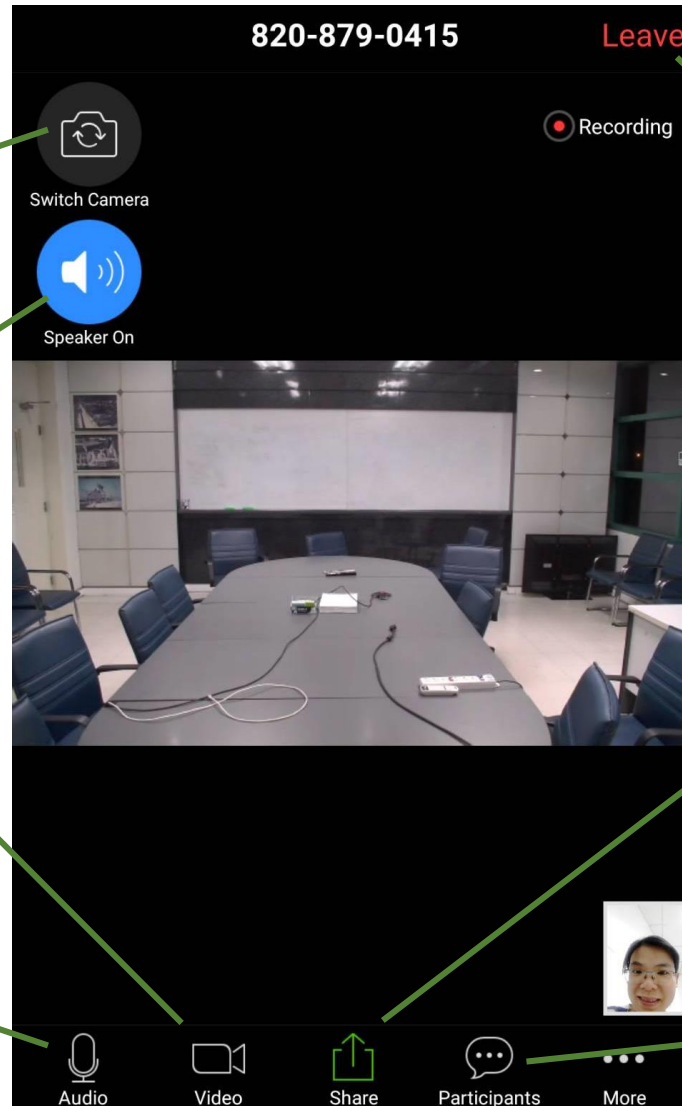 820-879-0415
Leave
Recording
Switch Camera
Speaker On
Audio
Video
Share
Participants
More